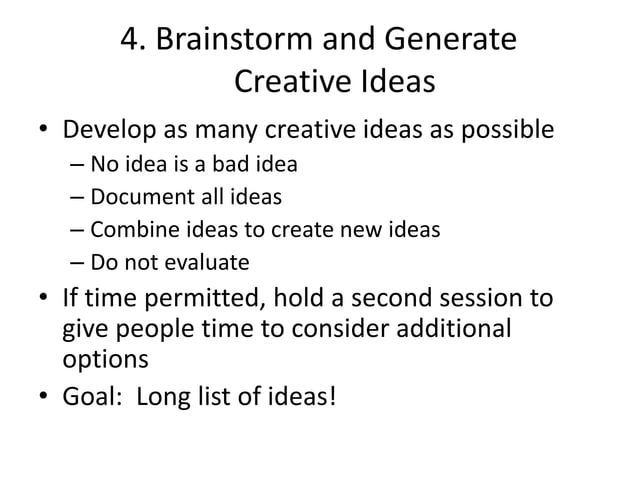 4. Brainstorm and Generate
Creative Ideas
• Develop as many creative ideas as possible
– No idea is a bad idea
– Document all ideas
– Combine ideas to create new ideas
– Do not evaluate
• If time permitted, hold a second session to
give people time to consider additional
options
• Goal:  Long list of ideas!